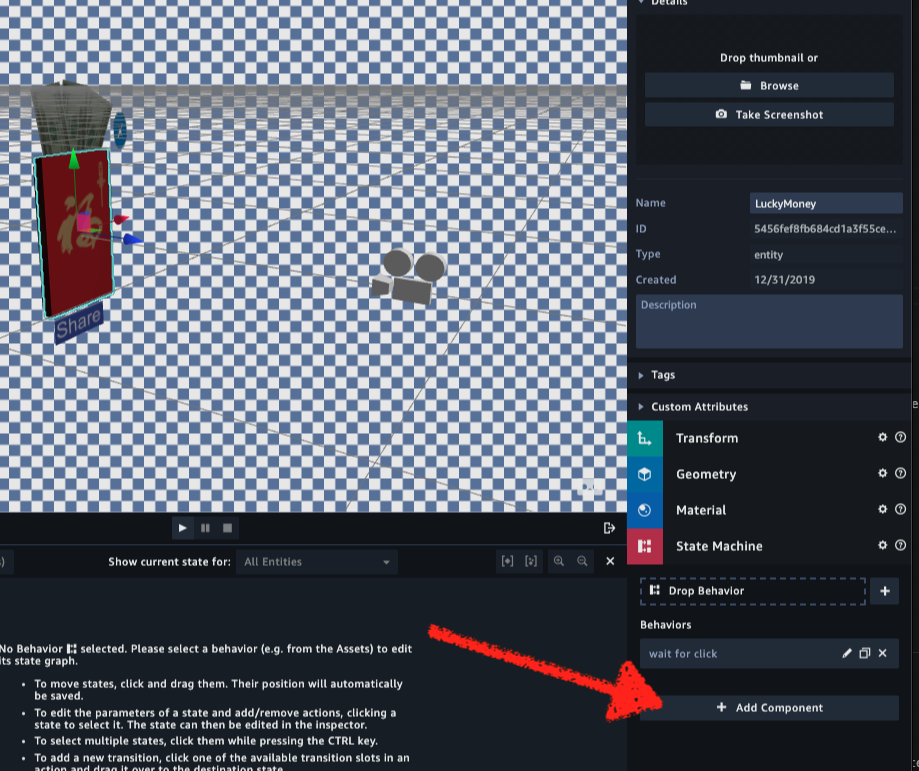 Details
Drop thumbnail or
Browse
Take Screenshot
Name
LuckyMoney
ID
5456fef8fb684cd1a3f55ce...
Type
entity
Created
12/31/2019
Description
Tags
Custom Attributes
Transform
Geometry
Material
State Machine
Drop Behavior
Behaviors
wait for click
Add Component
Share
福
Show current state for:
All Entities
No Behavior selected. Please select a behavior (e.g. from the Assets) to edit
its state graph.
• To move states, click and drag them. Their position will automatically
be saved.
• To edit the parameters of a state and add/remove actions, clicking a
state to select it. The state can then be edited in the inspector.
• To select multiple states, click them while pressing the CTRL key.
• To add a new transition, click one of the available transition slots in an
action and drag it over to the destination state.